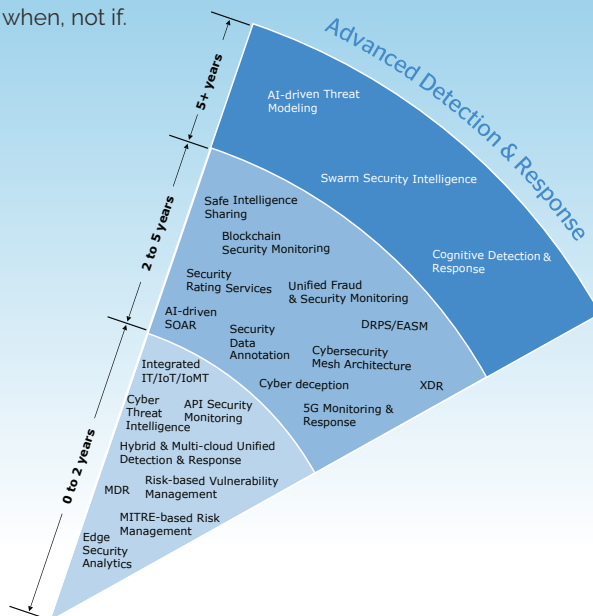 when, not if.
Advanced Detection & Response
5+ years
AI-driven Threat
Modeling
Swarm Security Intelligence
Cognitive Detection &
Response
2 to 5 years
Safe Intelligence
Sharing
Blockchain
Security Monitoring
Security
Rating Services
Unified Fraud
& Security Monitoring
AI-driven
SOAR
DRPS/EASM
Security
Data
Annotation
Cybersecurity
Mesh Architecture
Cyber deception
XDR
5G Monitoring &
Response
0 to 2 years
Integrated
IT/IoT/IoMT
Cyber
Threat
Intelligence
API Security
Monitoring
Hybrid & Multi-cloud Unified
Detection & Response
MDR
Risk-based Vulnerability
Management
MITRE-based Risk
Management
Edge
Security
Analytics